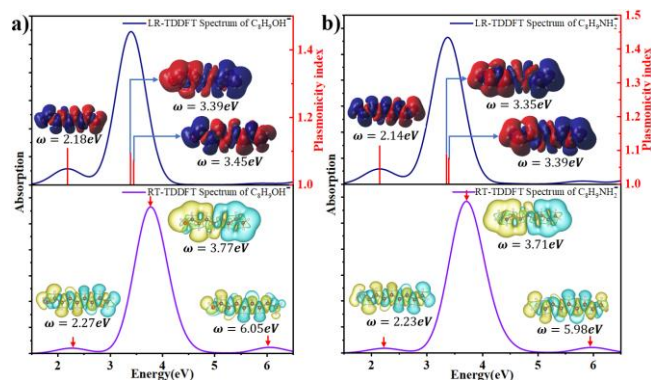 a)
LR-TDDFT Spectrum of C₈H₉OH⁻
1.4
1.3
1.2
1.1
1.0
Plasmonicity index
Absorption
ω = 3.39eV
ω = 2.18eV
ω = 3.45eV
RT-TDDFT Spectrum of C₈H₉OH⁻
ω = 3.77eV
ω = 2.27eV
ω = 6.05eV
2 3 4 5 6
Energy(eV)
b)
LR-TDDFT Spectrum of C₈H₉NH₂⁻
1.5
1.4
1.3
1.2
1.1
1.0
Plasmonicity index
Absorption
ω = 3.35eV
ω = 2.14eV
ω = 3.39eV
RT-TDDFT Spectrum of C₈H₉NH₂⁻
ω = 3.71eV
ω = 2.23eV
ω = 5.98eV
2 3 4 5 6
Energy(eV)